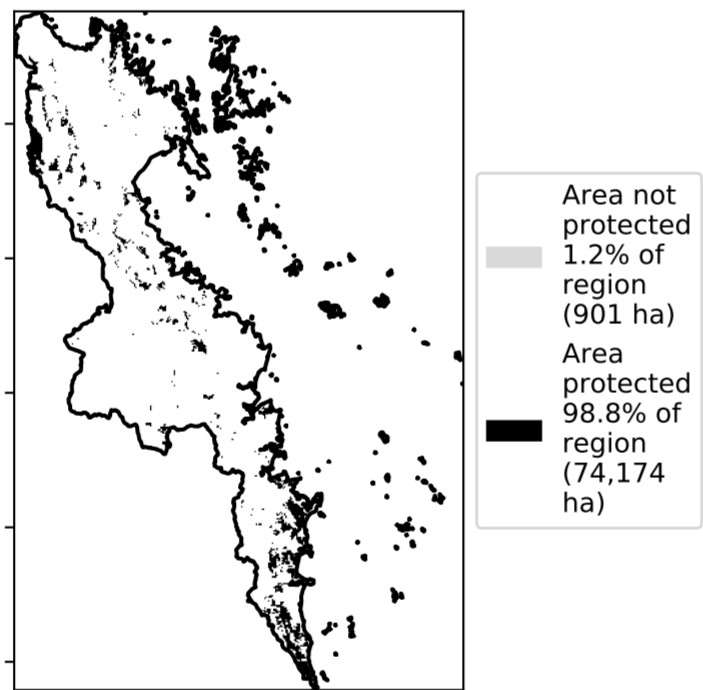 Area not
protected
1.2% of
region
(901 ha)
Area
protected
98.8% of
region
(74,174
ha)